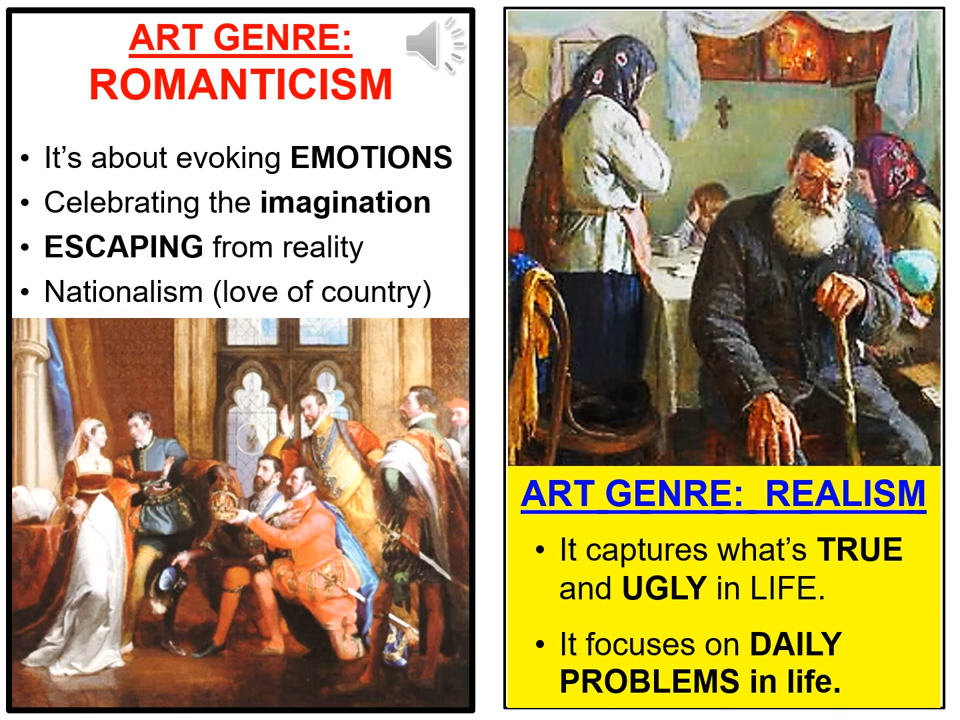 ART GENRE:
ROMANTICISM
• It’s about evoking EMOTIONS
• Celebrating the imagination
• ESCAPING from reality
• Nationalism (love of country)
ART GENRE: REALISM
• It captures what’s TRUE
and UGLY in LIFE.
• It focuses on DAILY
PROBLEMS in life.